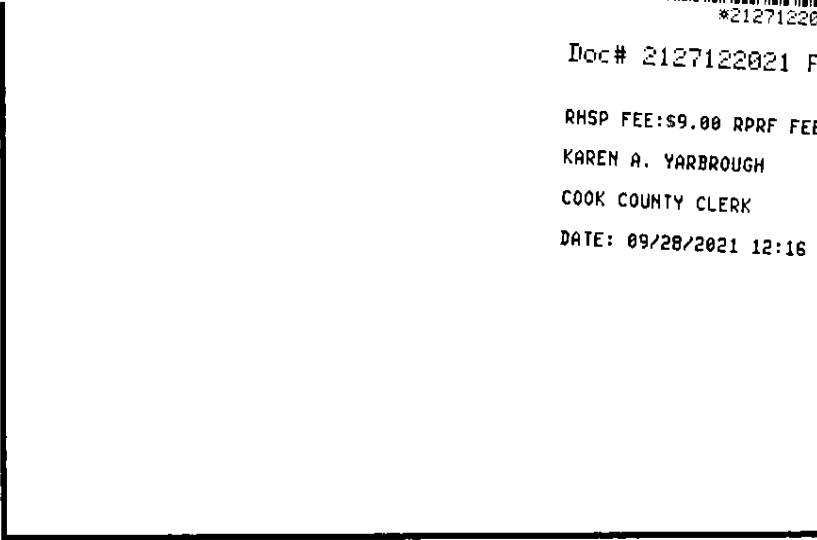 *21271220
Doc# 2127122021 F
RHSP FEE:$9.00 RPRF FEE
KAREN A. YARBROUGH
COOK COUNTY CLERK
DATE: 09/28/2021 12:16